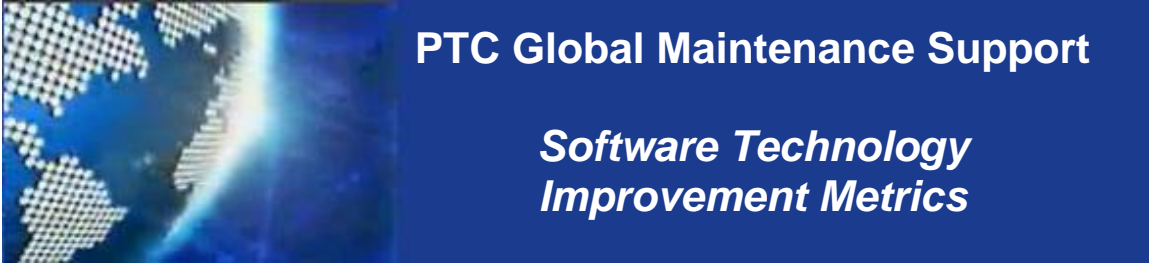 PTC Global Maintenance Support
Software Technology
Improvement Metrics